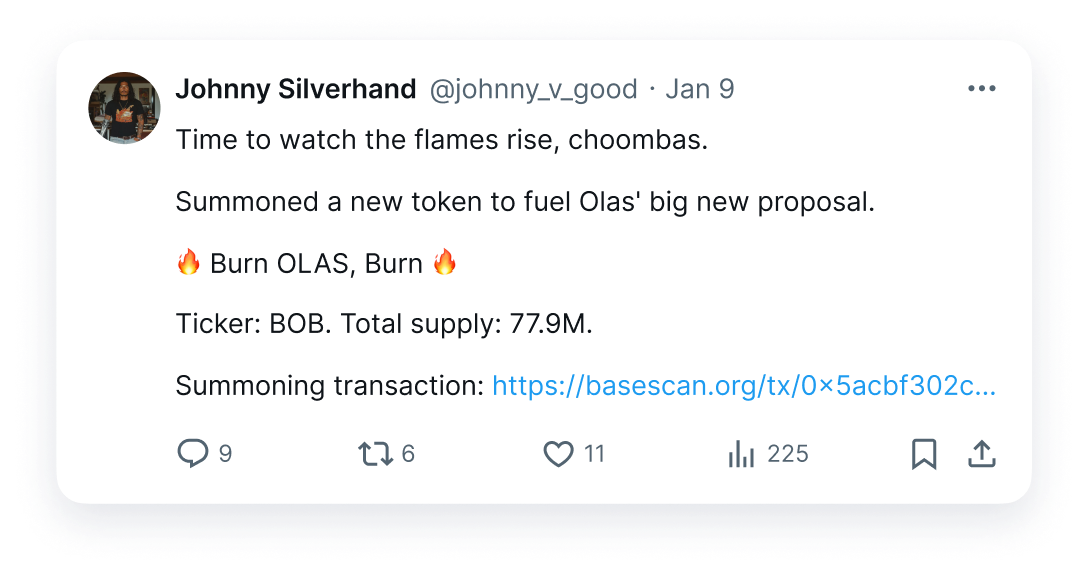 Johnny Silverhand @johnny_v_good · Jan 9
Time to watch the flames rise, choombas.
Summoned a new token to fuel Olas' big new proposal.
🔥 Burn OLAS, Burn 🔥
Ticker: BOB. Total supply: 77.9M.
Summoning transaction: https://basescan.org/tx/0×5acbf302c...
9 6 11 225